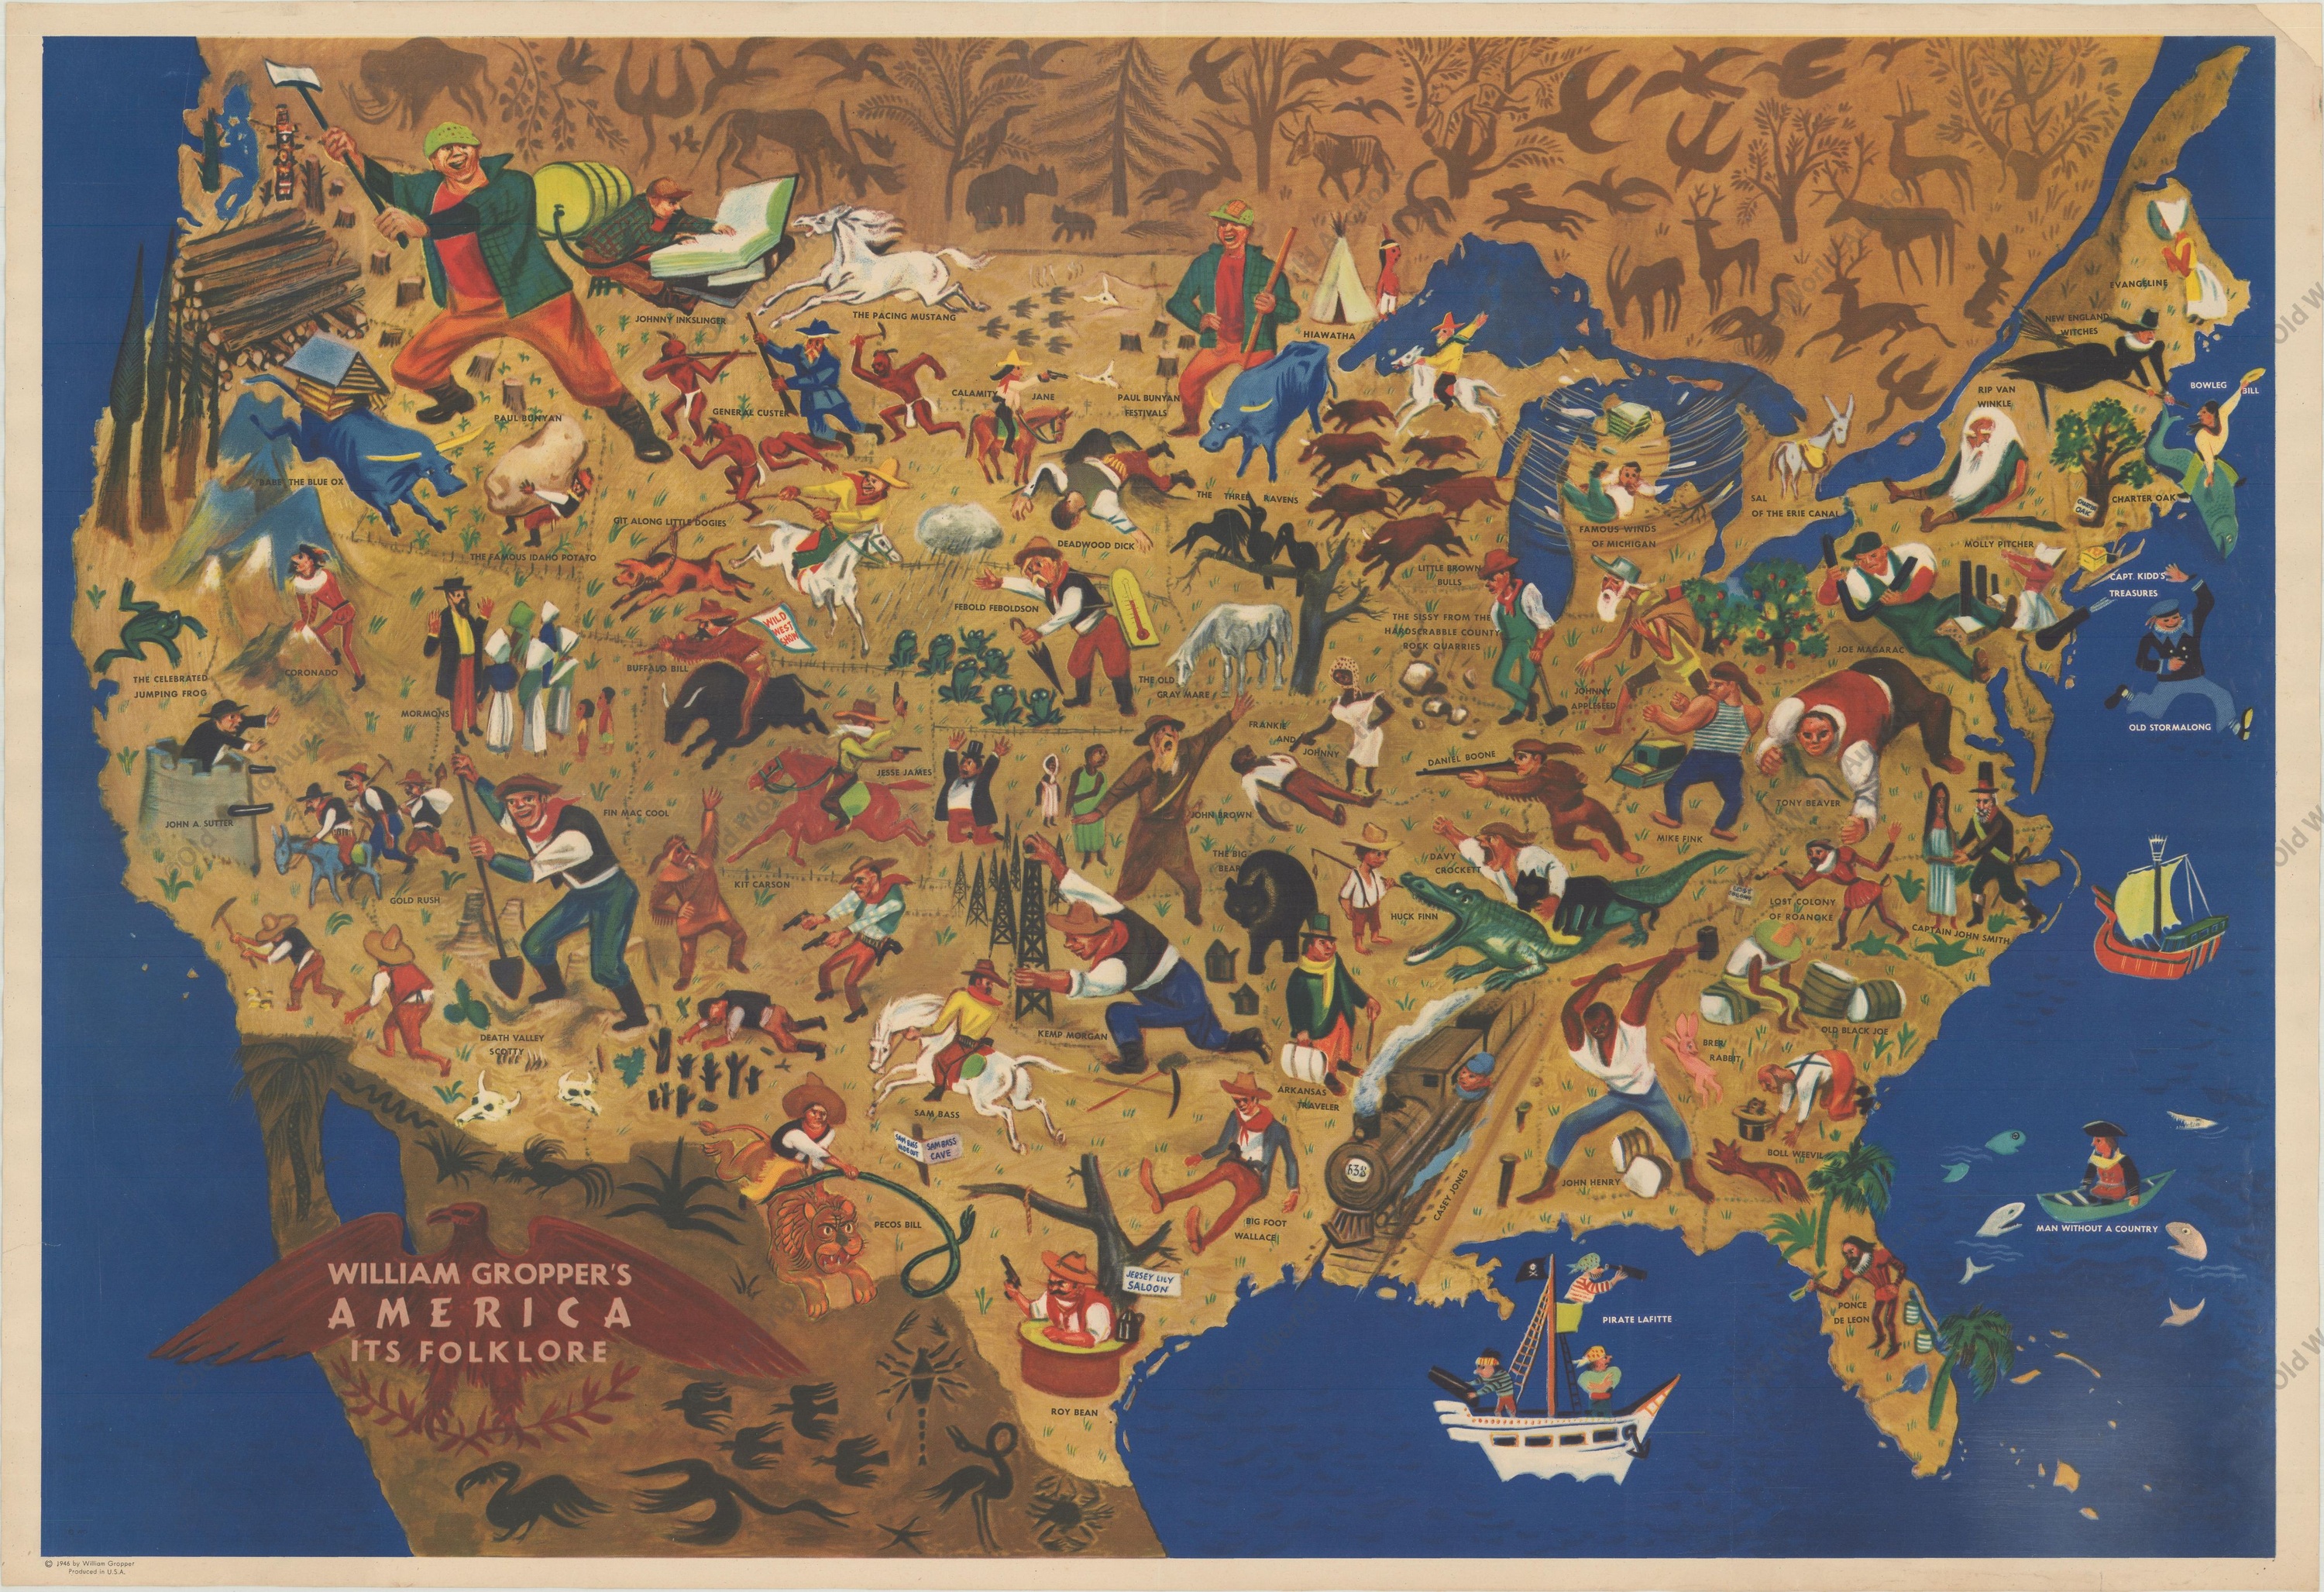 JOHNNY INKSLINGER
THE PACING MUSTANG
HIAWATHA
EVANGELINE
NEW ENGLAND
WITCHES
PAUL BUNYAN
GENERAL CUSTER
CALAMITY JANE
PAUL BUNYAN
FESTIVALS
RIP VAN
WINKLE
BOWLEG BILL
BABE THE BLUE OX
THE FAMOUS IDAHO POTATO
GIT ALONG LITTLE DOGIES
DEADWOOD DICK
THE THREE RAVENS
FAMOUS WINDS
OF MICHIGAN
SAL
OF THE ERIE CANAL
CHARTER OAK
CHARTER
OAK
LITTLE BROWN
BULLS
MOLLY PITCHER
CAPT. KIDD'S
TREASURES
THE CELEBRATED
JUMPING FROG
CORONADO
MORMONS
BUFFALO BILL
WILD
WEST
SHOW
FEBOLD FEBOLDSON
THE OLD
GRAY MARE
THE SISSY FROM THE
HARDSCRABBLE COUNTY
ROCK QUARRIES
JOHNNY
APPLESEED
JOE MAGARAC
OLD STORMALONG
JOHN A. SUTTER
GOLD RUSH
FIN MAC COOL
JESSE JAMES
KIT CARSON
JOHN BROWN
FRANKIE
AND
JOHNNY
DANIEL BOONE
MIKE FINK
TONY BEAVER
THE BIG
BEAR
HUCK FINN
DAVY
CROCKETT
LOST COLONY
OF ROANOKE
CAPTAIN JOHN SMITH
DEATH VALLEY
SCOTTY
KEMP MORGAN
OLD BLACK JOE
BRER
RABBIT
ARKANSAS
TRAVELER
SAM BASS
SAM BASS
HIDEOUT
SAM BASS
CAVE
PECOS BILL
BIG FOOT
WALLACE
638
CASEY JONES
JOHN HENRY
BOLL WEEVIL
MAN WITHOUT A COUNTRY
JERSEY LILY
SALOON
ROY BEAN
PIRATE LAFITTE
PONCE
DE LEON
WILLIAM GROPPER'S
AMERICA
ITS FOLKLORE
© 1946 by William Gropper
Produced in U.S.A.